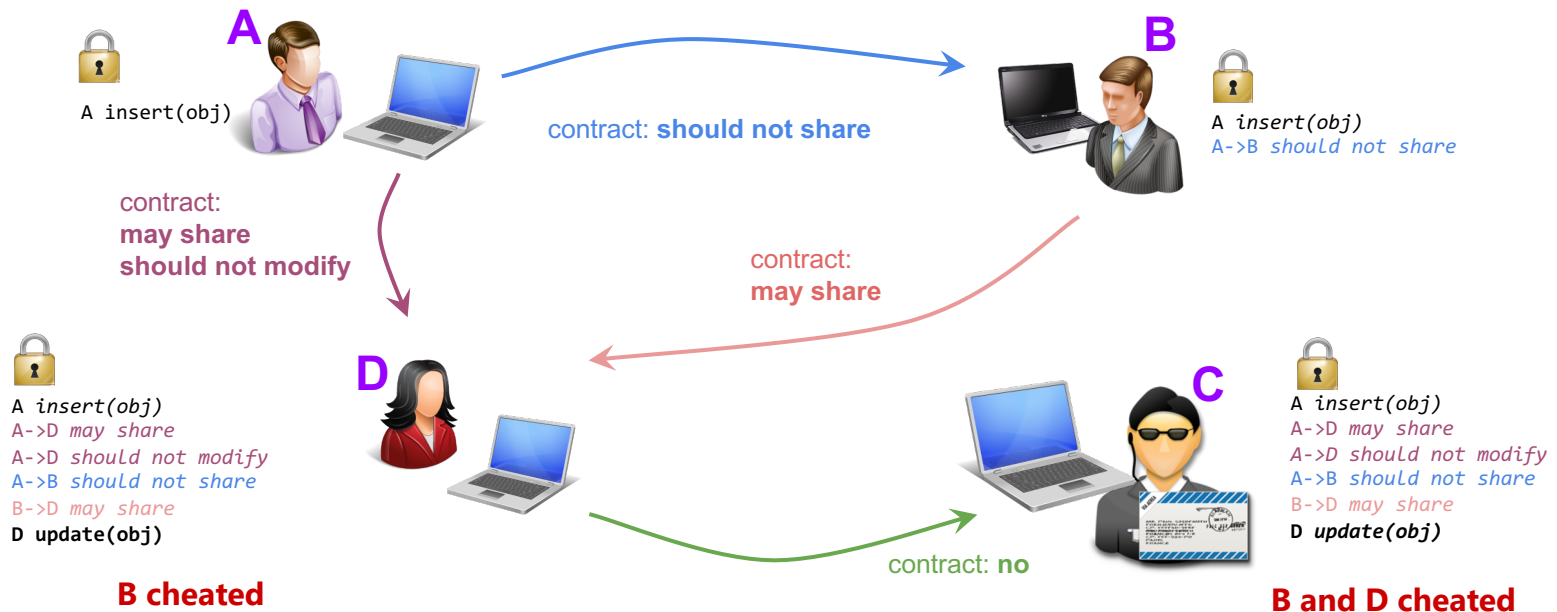 A
B
A insert(obj)
contract: should not share
A insert(obj)
A->B should not share
contract:
may share
should not modify
contract:
may share
D
C
A insert(obj)
A->D may share
A->D should not modify
A->B should not share
B->D may share
D update(obj)
A insert(obj)
A->D may share
A->D should not modify
A->B should not share
B->D may share
D update(obj)
contract: no
B cheated
B and D cheated